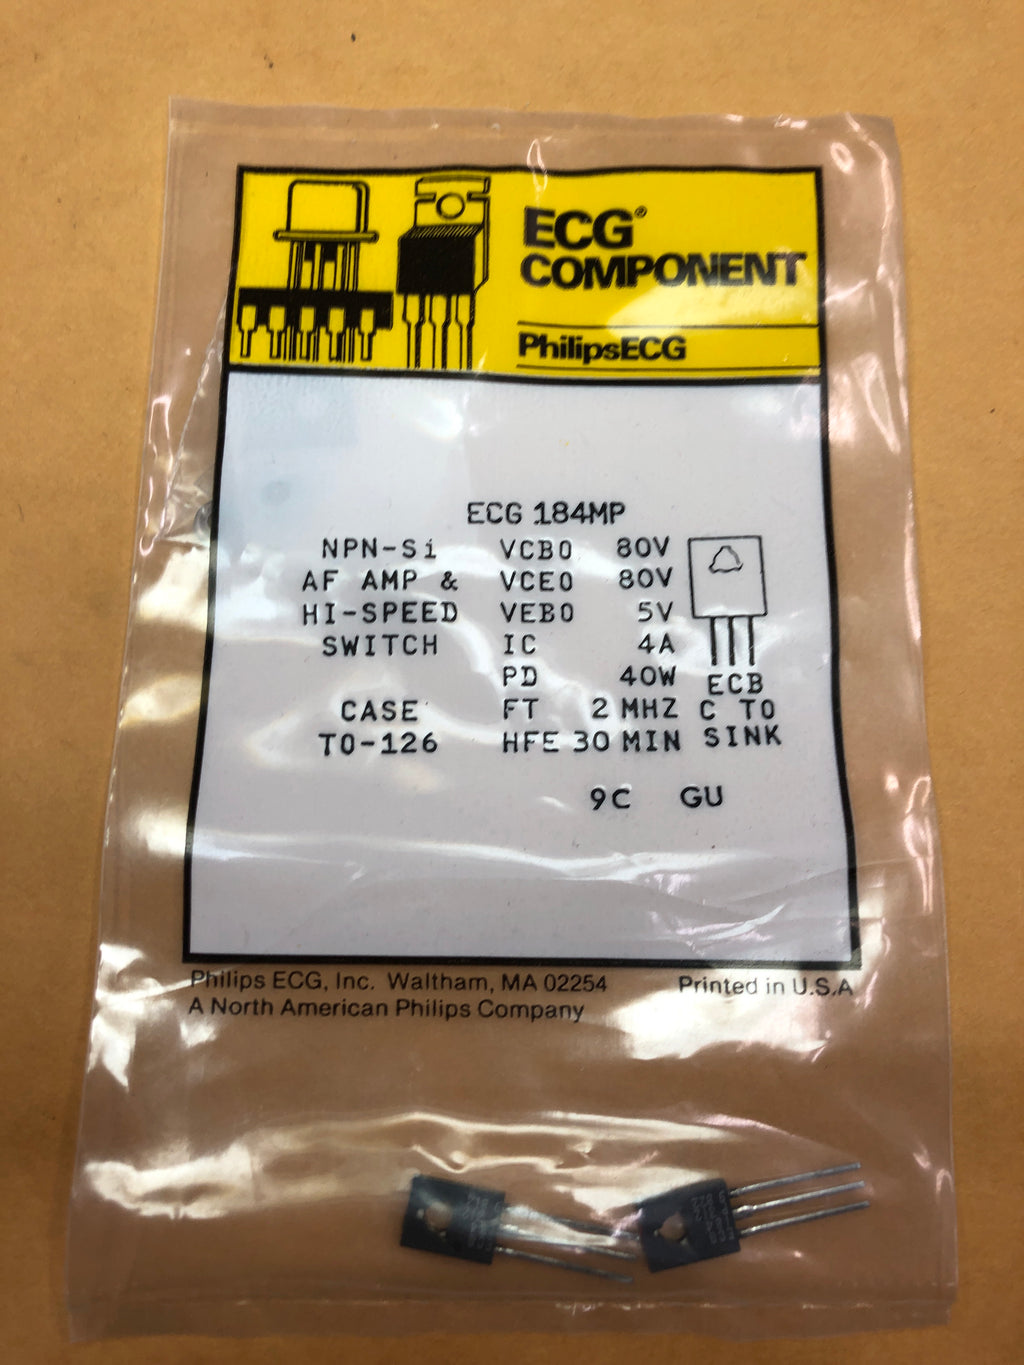 ECG®
COMPONENT
PhilipsECG
ECG 184MP
NPN-Si VCBO 80V
AF AMP & VCEO 80V
HI-SPEED VEBO 5V
SWITCH IC 4A
PD 40W ECB
CASE FT 2 MHZ C TO
TO-126 HFE 30 MIN SINK
9C GU
Philips ECG, Inc. Waltham, MA 02254 Printed in U.S.A
A North American Philips Company